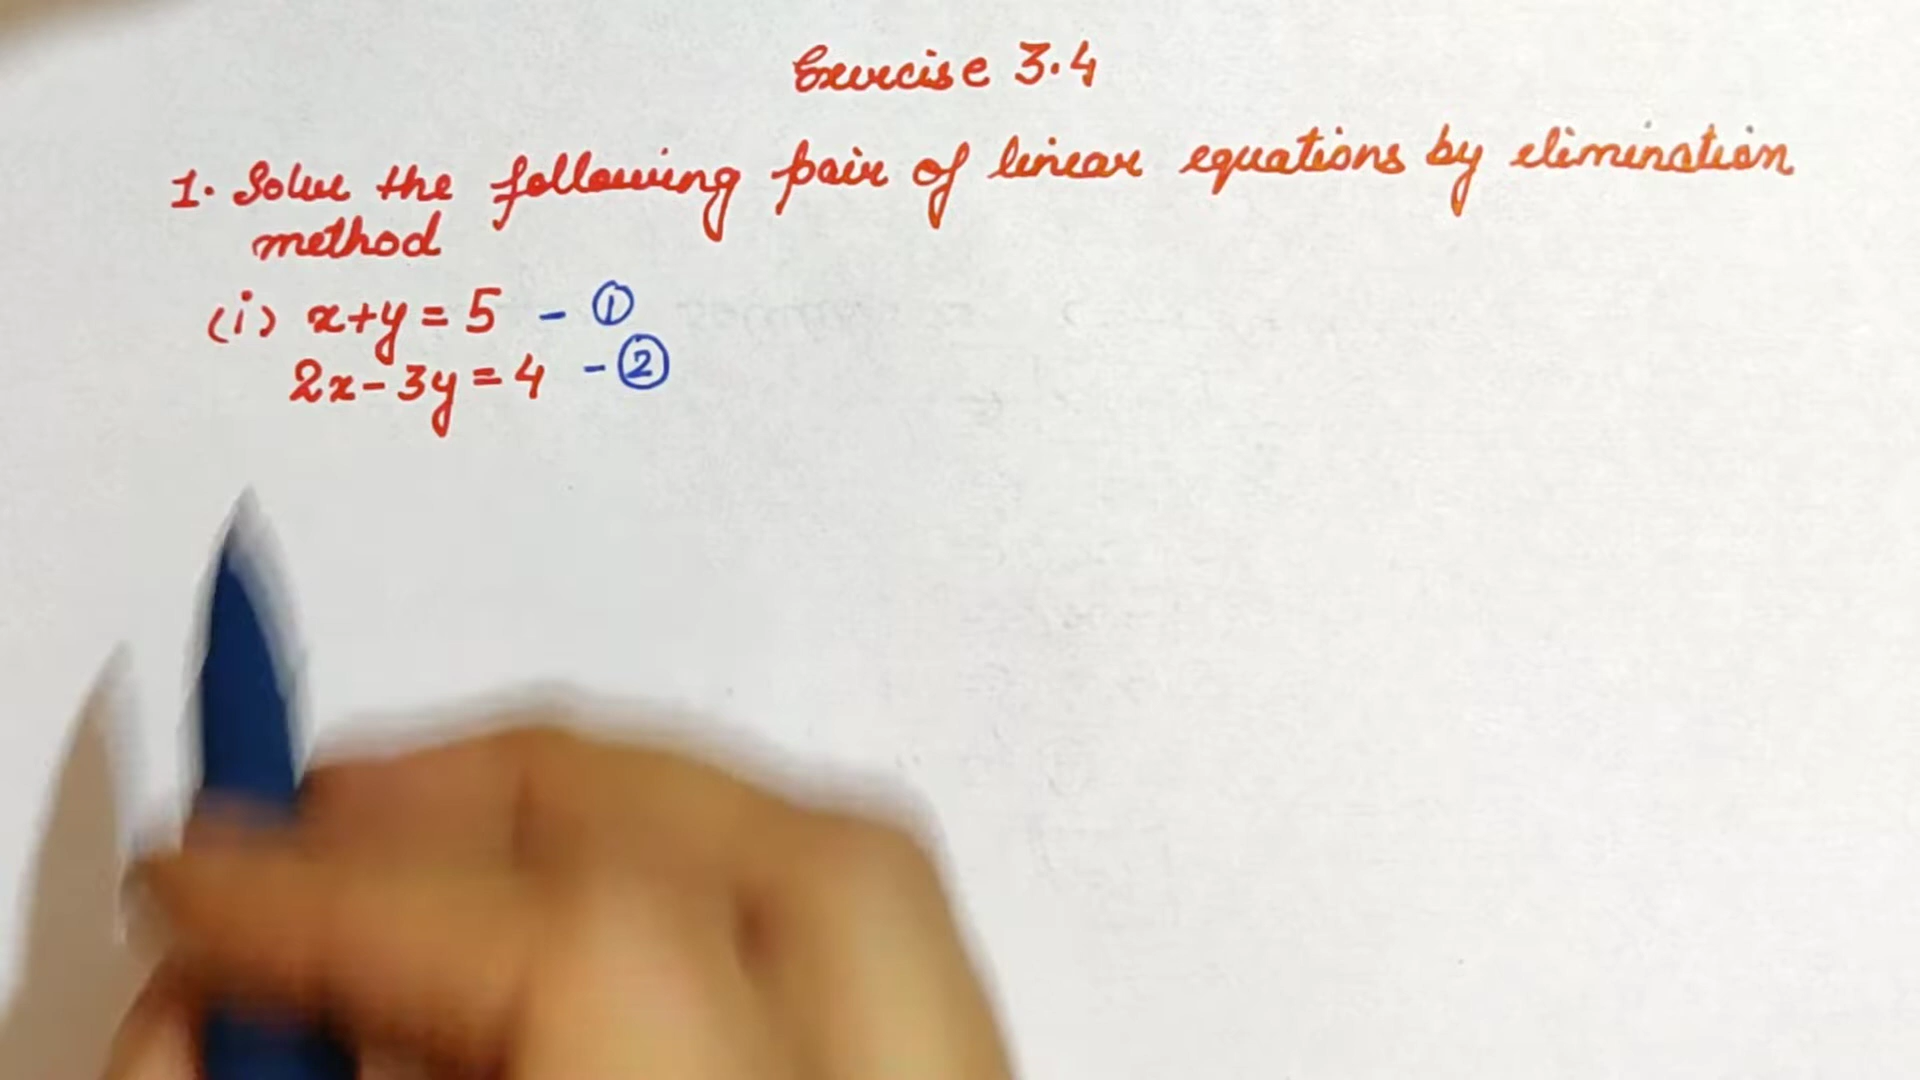 Exercise 3.4
1. Solve the following pair of linear equations by elimination
method
(i) x+y = 5 - ①
2x-3y = 4 - ②